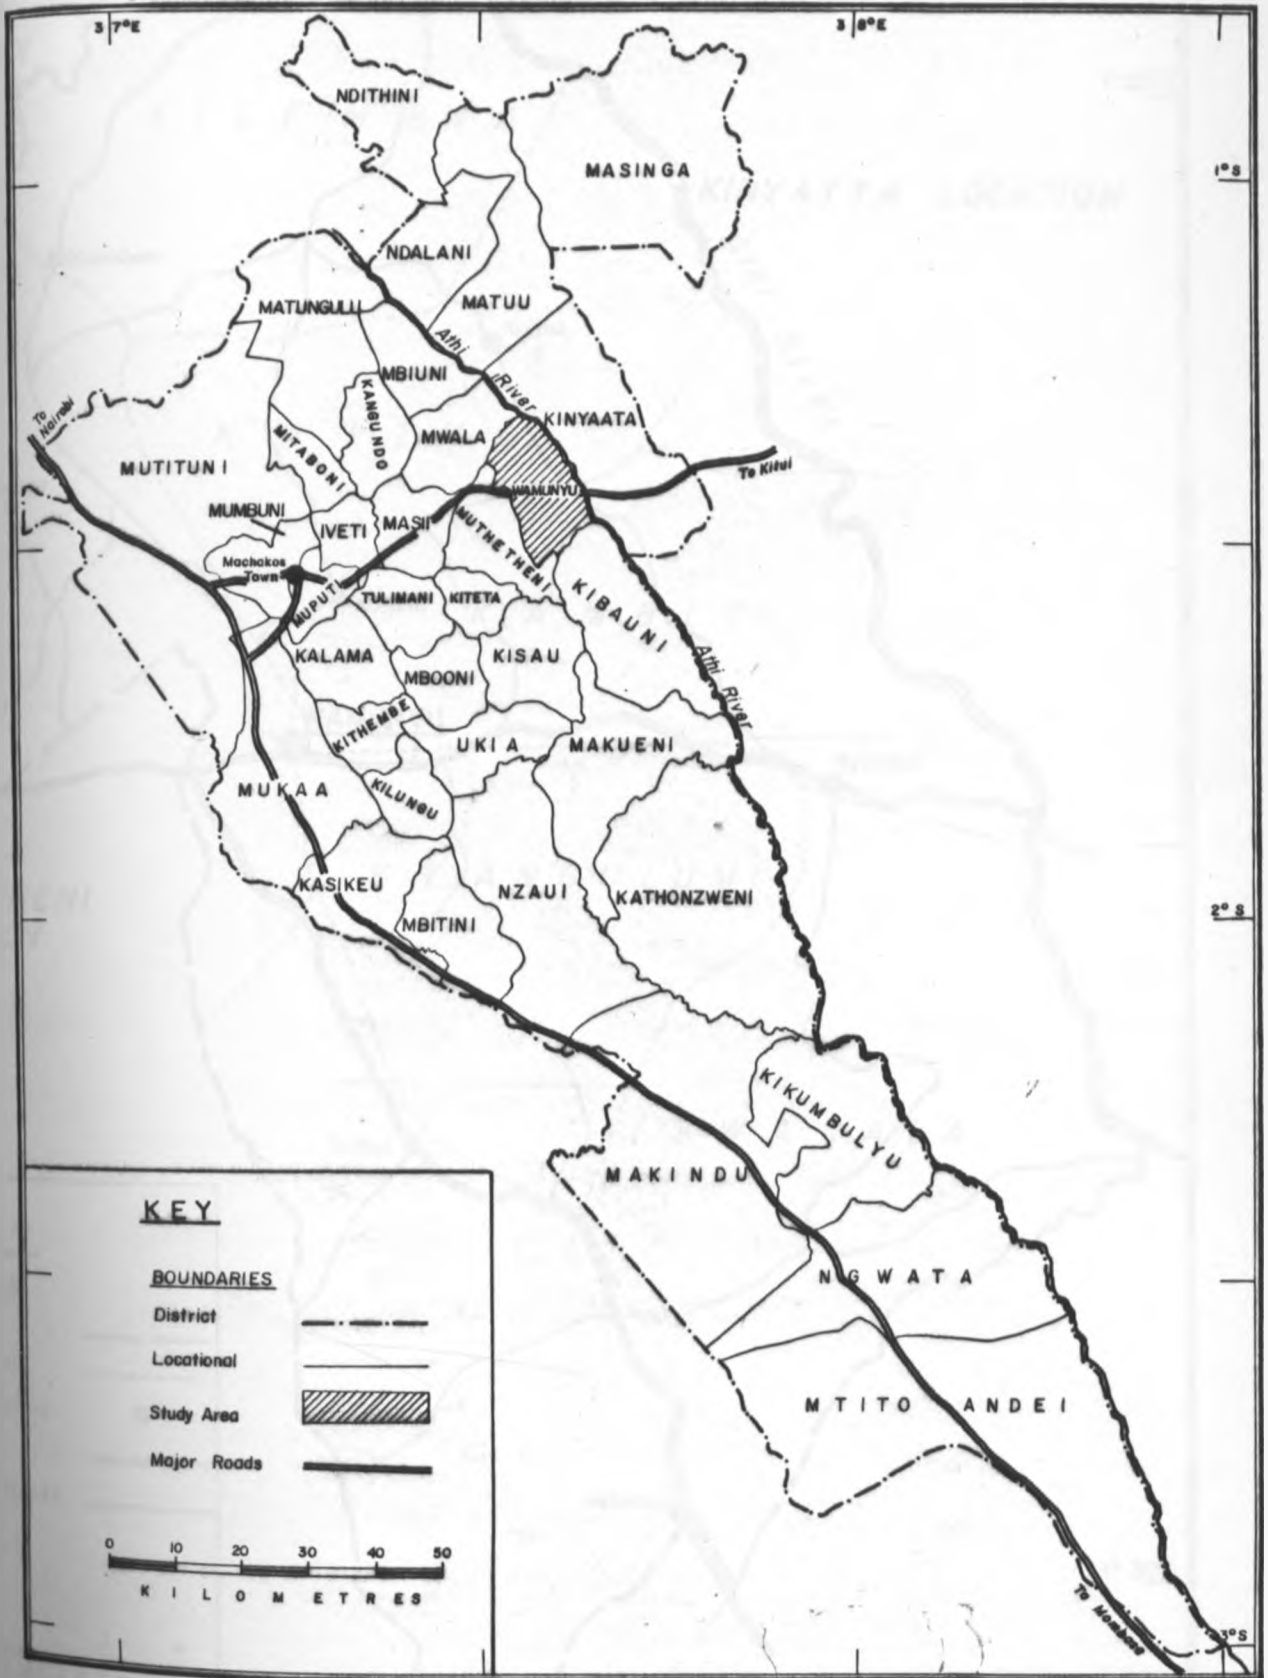 37°E
38°E
NDITHINI
MASINGA
1°S
NDALANI
MATUNGULU
MATUU
Athi
River
MBIUNI
KANGUNDO
KINYAATA
To Nairobi
MWALA
MITABONI
MUTITUNI
To Kitui
WAMUNYU
MUMBUNI
IVETI
MASII
MUTHETHENI
Machakos
Town
MUPUTI
TULIMANI
KITETA
KIBAUNI
KALAMA
MBOONI
KISAU
Athi River
KITHEMBE
UKIA
MAKUENI
MUKAA
KILUNGU
KASIKEU
NZAUI
KATHONZWENI
MBITINI
2°S
KIKUMBULYU
MAKINDU
NGWATA
MTITO ANDEI
To Mombasa
3°S
KEY
BOUNDARIES
District
Locational
Study Area
Major Roads
0 10 20 30 40 50
KILOMETRES